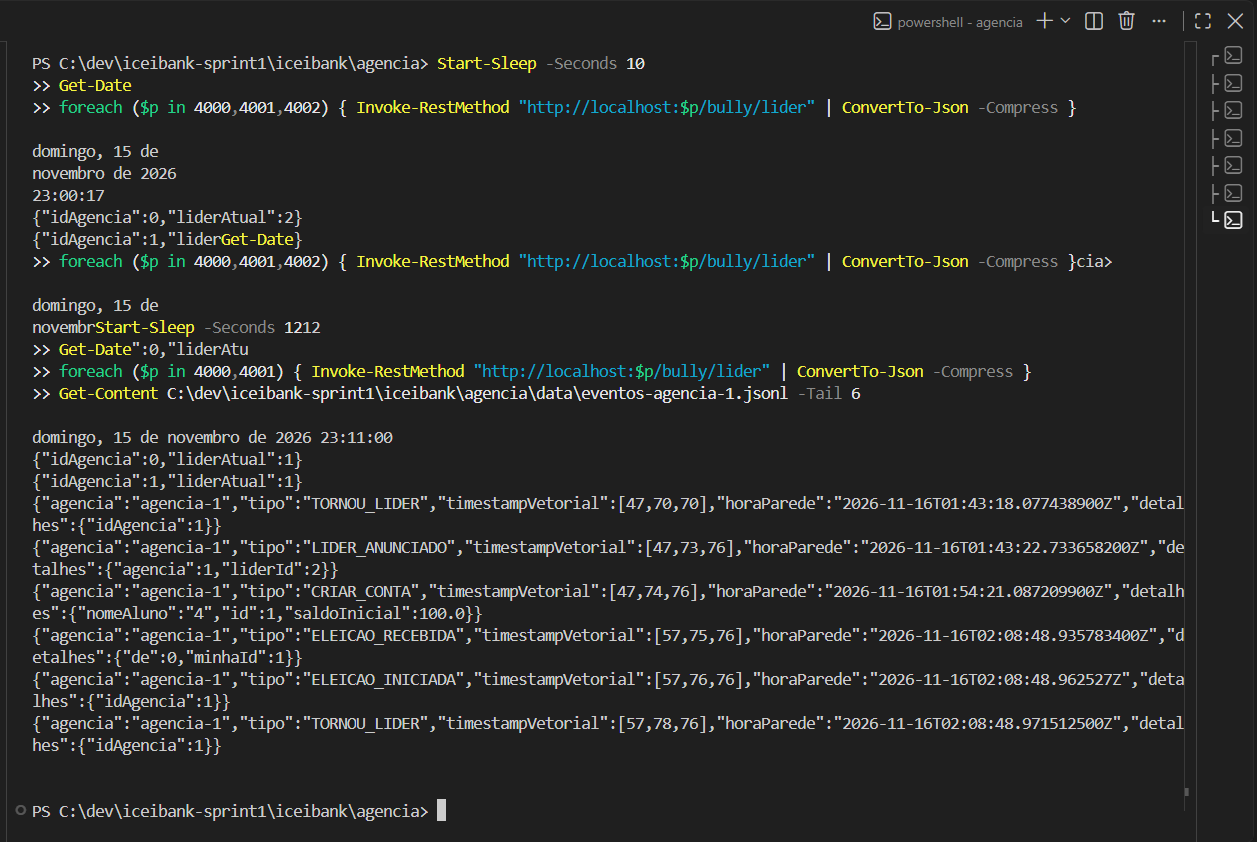 powershell - agencia
PS C:\dev\iceibank-sprint1\iceibank\agencia> Start-Sleep -Seconds 10
>> Get-Date
>> foreach ($p in 4000,4001,4002) { Invoke-RestMethod "http://localhost:$p/bully/lider" | ConvertTo-Json -Compress }
domingo, 15 de
novembro de 2026
23:00:17
{"idAgencia":0,"liderAtual":2}
{"idAgencia":1,"liderGet-Date}
>> foreach ($p in 4000,4001,4002) { Invoke-RestMethod "http://localhost:$p/bully/lider" | ConvertTo-Json -Compress }cia>
domingo, 15 de
novembrStart-Sleep -Seconds 1212
>> Get-Date":0,"liderAtu
>> foreach ($p in 4000,4001) { Invoke-RestMethod "http://localhost:$p/bully/lider" | ConvertTo-Json -Compress }
>> Get-Content C:\dev\iceibank-sprint1\iceibank\agencia\data\eventos-agencia-1.jsonl -Tail 6
domingo, 15 de novembro de 2026 23:11:00
{"idAgencia":0,"liderAtual":1}
{"idAgencia":1,"liderAtual":1}
{"agencia":"agencia-1","tipo":"TORNOU_LIDER","timestampVetorial":[47,70,70],"horaParede":"2026-11-16T01:43:18.077438900Z","detal
hes":{"idAgencia":1}}
{"agencia":"agencia-1","tipo":"LIDER_ANUNCIADO","timestampVetorial":[47,73,76],"horaParede":"2026-11-16T01:43:22.733658200Z","de
talhes":{"agencia":1,"liderId":2}}
{"agencia":"agencia-1","tipo":"CRIAR_CONTA","timestampVetorial":[47,74,76],"horaParede":"2026-11-16T01:54:21.087209900Z","detalh
es":{"nomeAluno":"4","id":1,"saldoInicial":100.0}}
{"agencia":"agencia-1","tipo":"ELEICAO_RECEBIDA","timestampVetorial":[57,75,76],"horaParede":"2026-11-16T02:08:48.935783400Z","d
etalhes":{"de":0,"minhaId":1}}
{"agencia":"agencia-1","tipo":"ELEICAO_INICIADA","timestampVetorial":[57,76,76],"horaParede":"2026-11-16T02:08:48.962527Z","deta
lhes":{"idAgencia":1}}
{"agencia":"agencia-1","tipo":"TORNOU_LIDER","timestampVetorial":[57,78,76],"horaParede":"2026-11-16T02:08:48.971512500Z","detal
hes":{"idAgencia":1}}
PS C:\dev\iceibank-sprint1\iceibank\agencia>